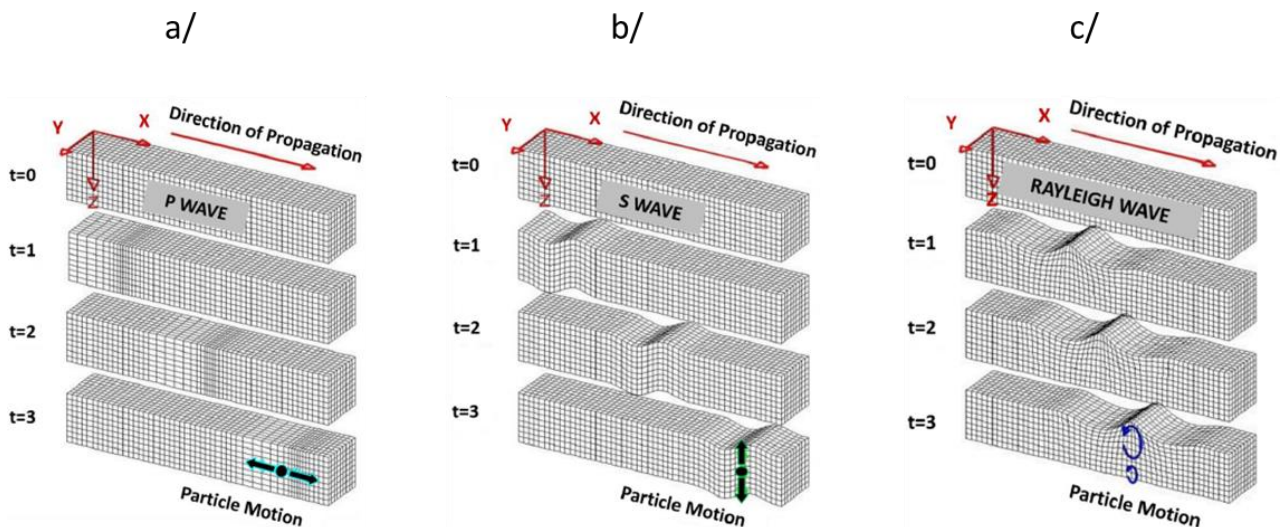 a/
b/
c/
Y
X
Z
Direction of Propagation
t=0
P WAVE
t=1
t=2
t=3
Particle Motion
Y
X
Z
Direction of Propagation
t=0
S WAVE
t=1
t=2
t=3
Particle Motion
Y
X
Z
Direction of Propagation
t=0
RAYLEIGH WAVE
t=1
t=2
t=3
Particle Motion